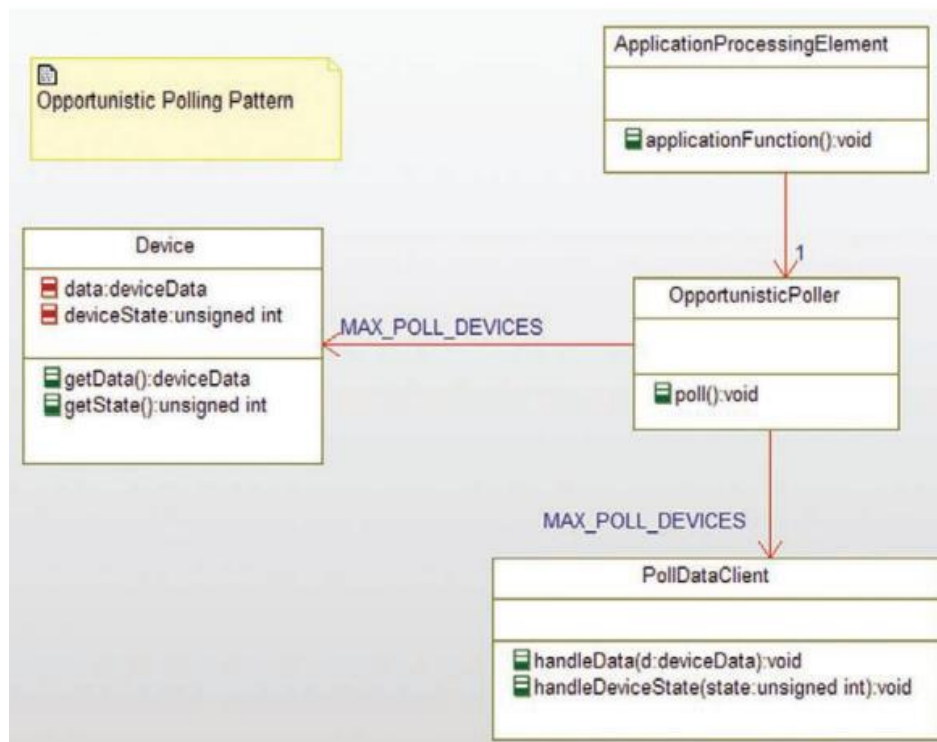 Opportunistic Polling Pattern
ApplicationProcessingElement
applicationFunction():void
1
Device
data:deviceData
deviceState:unsigned int
getData():deviceData
getState():unsigned int
MAX_POLL_DEVICES
OpportunisticPoller
poll():void
MAX_POLL_DEVICES
PollDataClient
handleData(d:deviceData):void
handleDeviceState(state:unsigned int):void